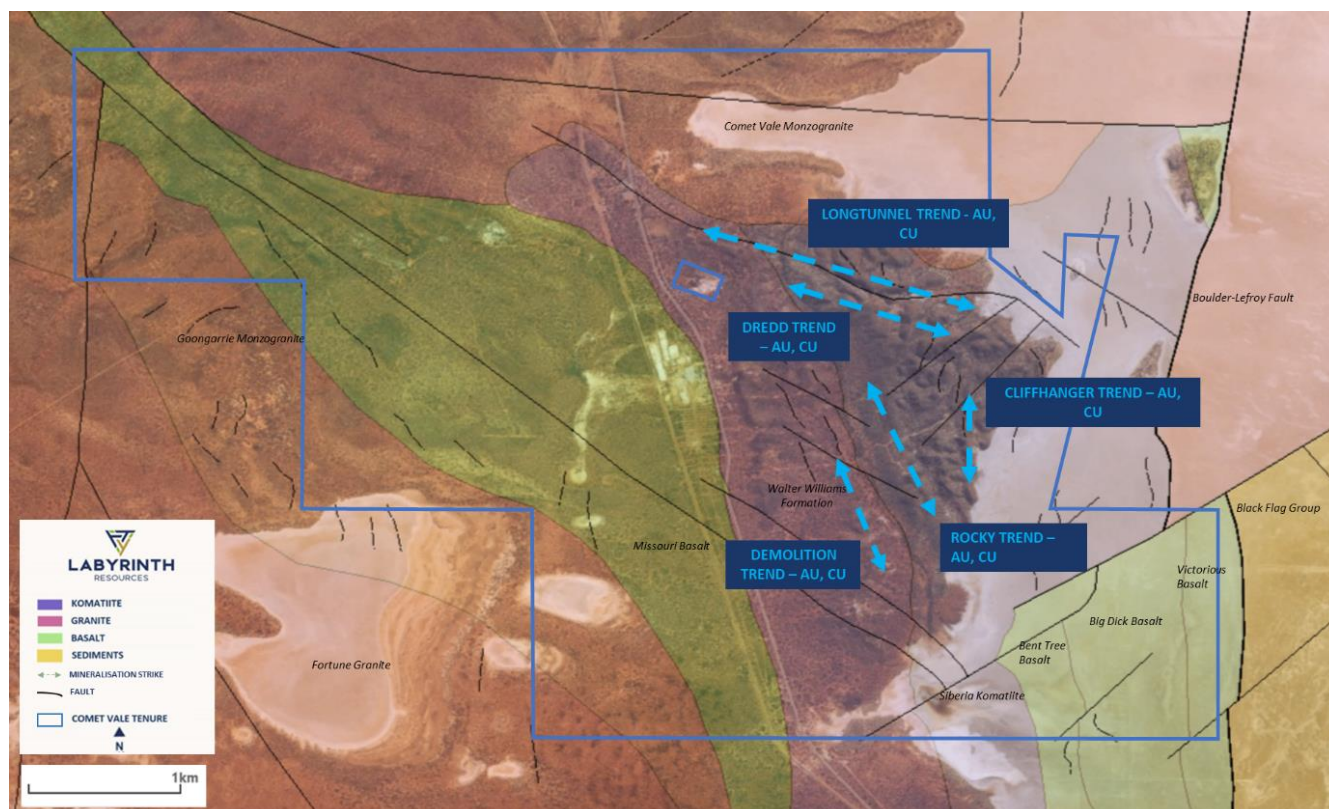 Comet Vale Monzogranite
LONGTUNNEL TREND - AU,
CU
Boulder-Lefroy Fault
DREDD TREND
– AU, CU
Goongarrie Monzogranite
CLIFFHANGER TREND – AU,
CU
Walter Williams
Formation
Black Flag Group
ROCKY TREND –
AU, CU
Missouri Basalt
DEMOLITION
TREND – AU, CU
Victorious
Basalt
Big Dick Basalt
Bent Tree
Basalt
Fortune Granite
Siberia Komatiite
LABYRINTH
RESOURCES
KOMATIITE
GRANITE
BASALT
SEDIMENTS
MINERALISATION STRIKE
FAULT
COMET VALE TENURE
N
1km